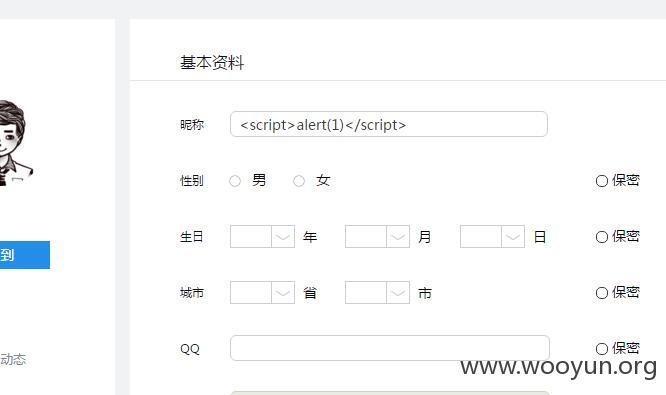 基本资料
昵称 <script>alert(1)</script>
性别 男 女 保密
到
生日 年 月 日 保密
城市 省 市 保密
QQ 保密
动态
www.wooyun.org